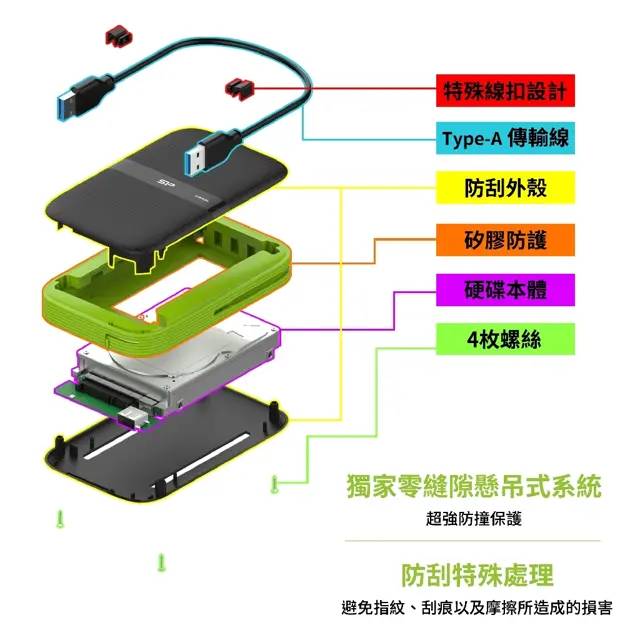 特殊線扣設計
Type-A 傳輸線
防刮外殼
矽膠防護
硬碟本體
4枚螺絲
SP
獨家零縫隙懸吊式系統
超強防撞保護
防刮特殊處理
避免指紋、刮痕以及摩擦所造成的損害